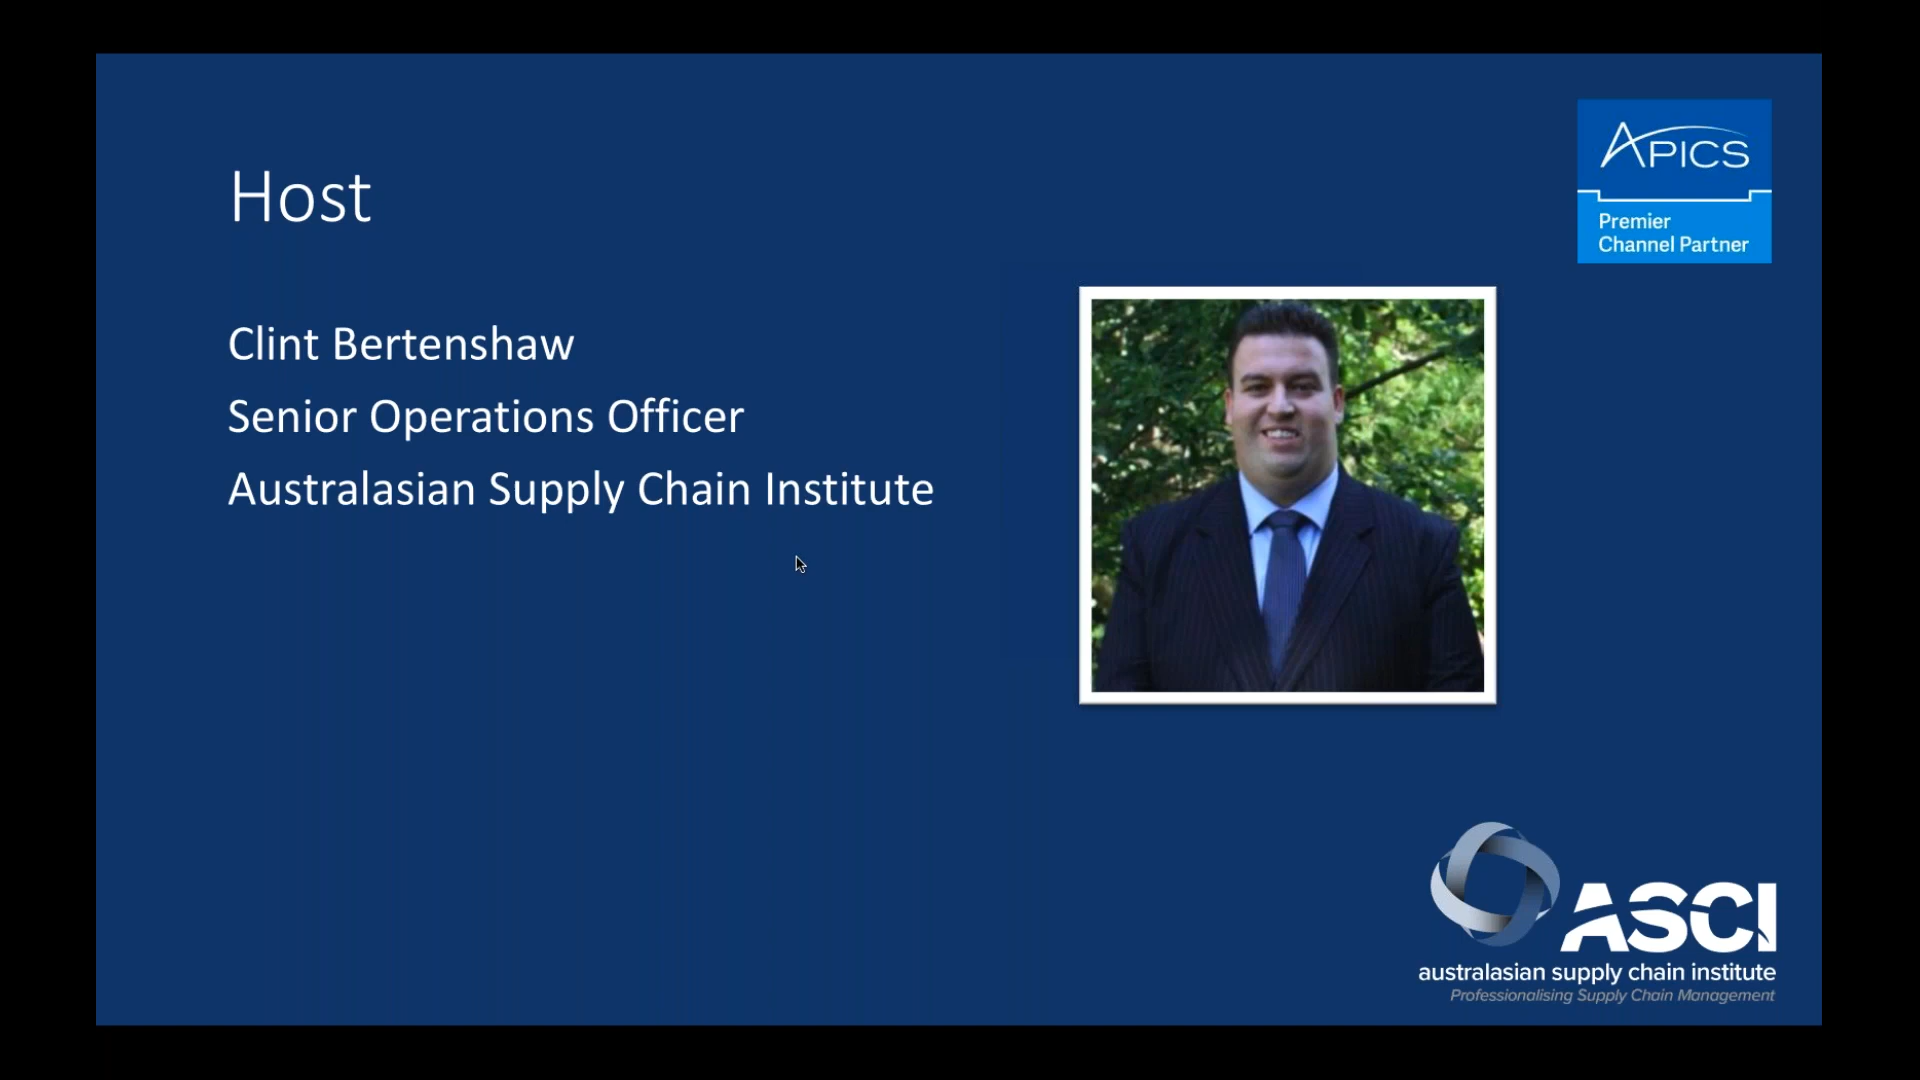 Host
Clint Bertenshaw
Senior Operations Officer
Australasian Supply Chain Institute
APICS
Premier
Channel Partner
ASCI
australasian supply chain institute
Professionalising Supply Chain Management